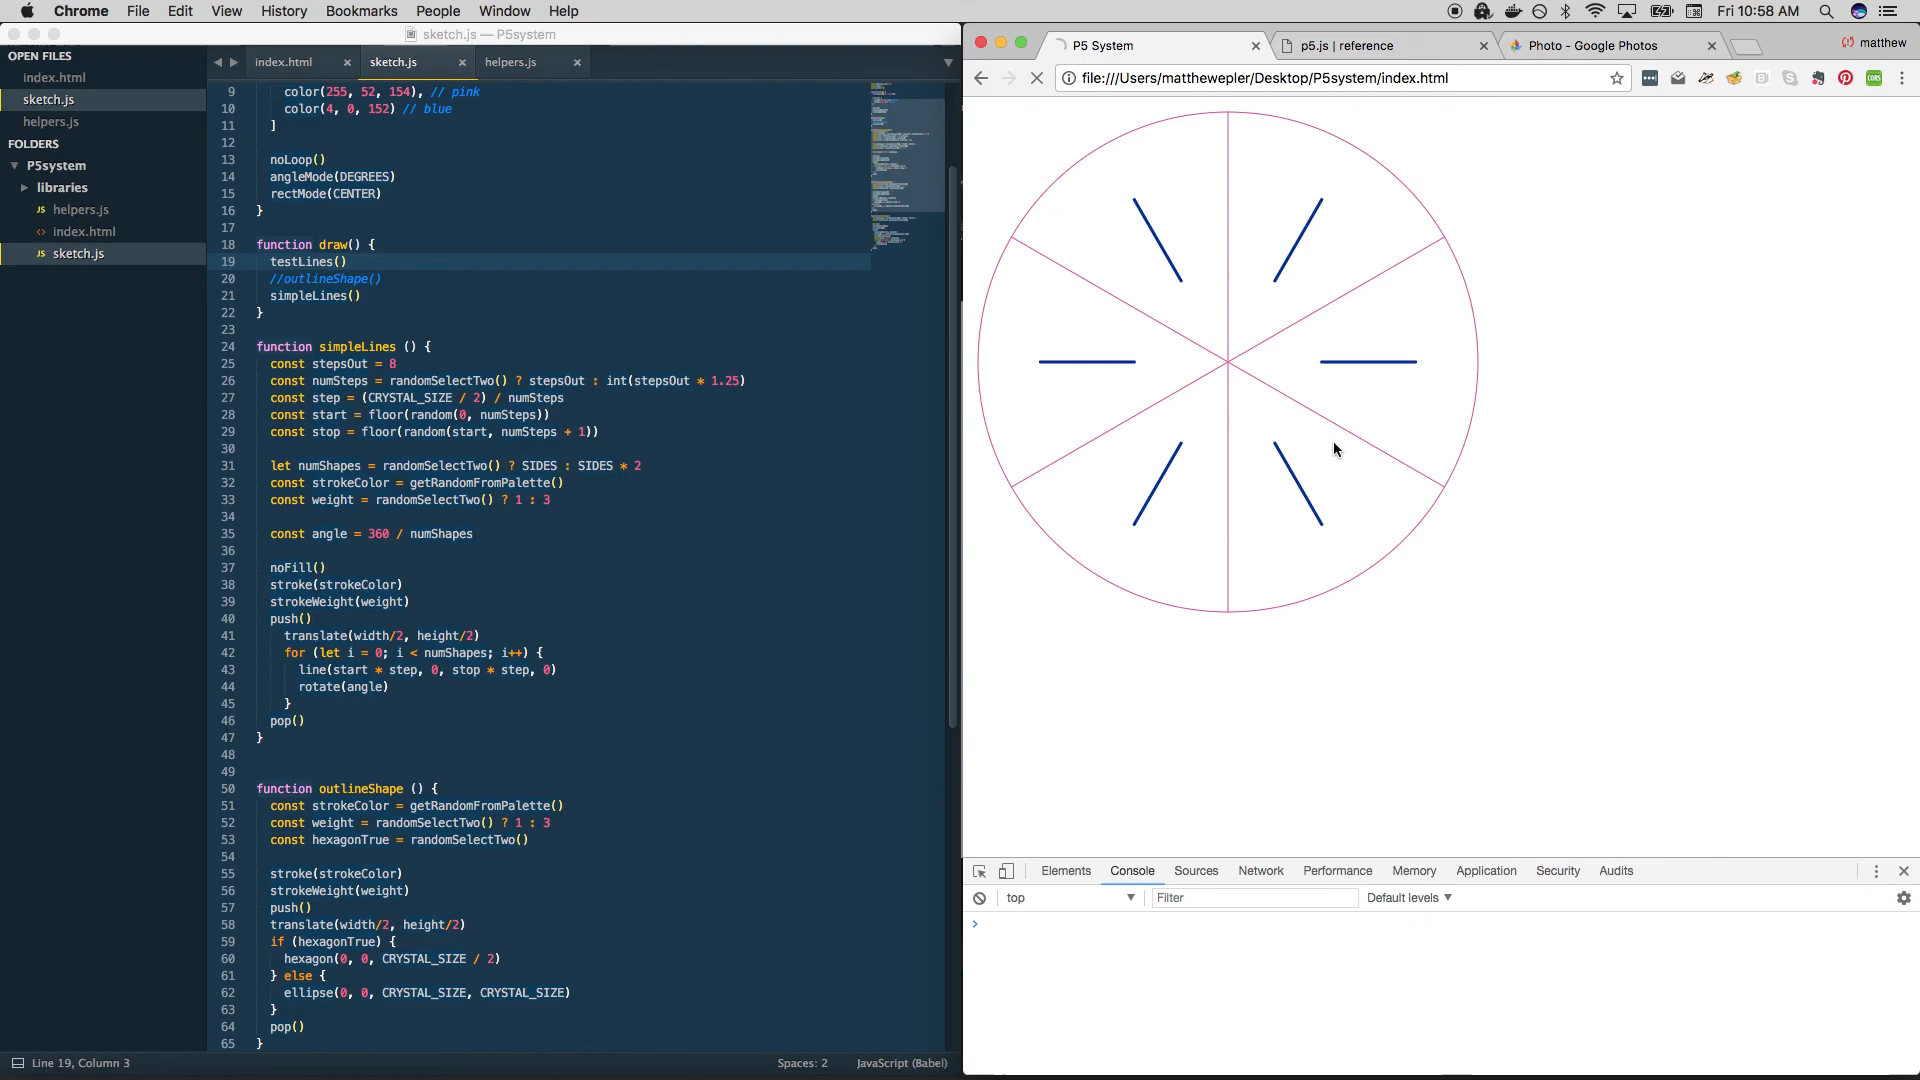 Chrome File Edit View History Bookmarks People Window Help
Fri 10:58 AM
sketch.js — P5system
OPEN FILES
index.html
sketch.js
helpers.js
FOLDERS
P5system
libraries
JS helpers.js
<> index.html
JS sketch.js
index.html sketch.js helpers.js
9 color(255, 52, 154), // pink
10 color(4, 0, 152) // blue
11 ]
12
13 noLoop()
14 angleMode(DEGREES)
15 rectMode(CENTER)
16 }
17
18 function draw() {
19 testLines()
20 //outlineShape()
21 simpleLines()
22 }
23
24 function simpleLines () {
25 const stepsOut = 8
26 const numSteps = randomSelectTwo() ? stepsOut : int(stepsOut * 1.25)
27 const step = (CRYSTAL_SIZE / 2) / numSteps
28 const start = floor(random(0, numSteps))
29 const stop = floor(random(start, numSteps + 1))
30
31 let numShapes = randomSelectTwo() ? SIDES : SIDES * 2
32 const strokeColor = getRandomFromPalette()
33 const weight = randomSelectTwo() ? 1 : 3
34
35 const angle = 360 / numShapes
36
37 noFill()
38 stroke(strokeColor)
39 strokeWeight(weight)
40 push()
41 translate(width/2, height/2)
42 for (let i = 0; i < numShapes; i++) {
43 line(start * step, 0, stop * step, 0)
44 rotate(angle)
45 }
46 pop()
47 }
48
49
50 function outlineShape () {
51 const strokeColor = getRandomFromPalette()
52 const weight = randomSelectTwo() ? 1 : 3
53 const hexagonTrue = randomSelectTwo()
54
55 stroke(strokeColor)
56 strokeWeight(weight)
57 push()
58 translate(width/2, height/2)
59 if (hexagonTrue) {
60 hexagon(0, 0, CRYSTAL_SIZE / 2)
61 } else {
62 ellipse(0, 0, CRYSTAL_SIZE, CRYSTAL_SIZE)
63 }
64 pop()
65 }
Line 19, Column 3
Spaces: 2 JavaScript (Babel)
P5 System p5.js | reference Photo - Google Photos matthew
file:///Users/matthewepler/Desktop/P5system/index.html
Elements Console Sources Network Performance Memory Application Security Audits
top Filter Default levels